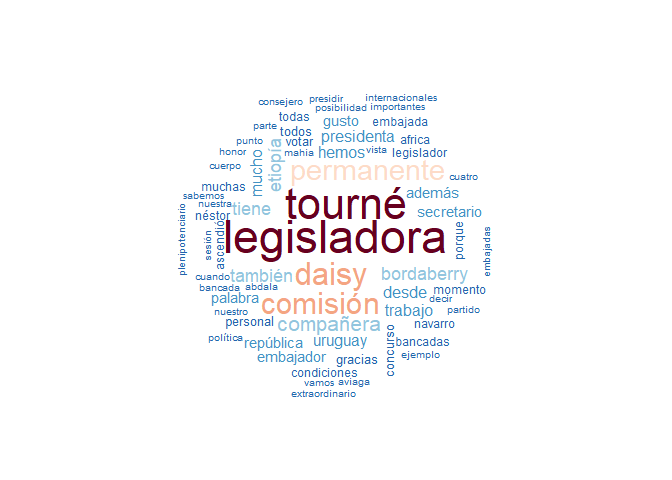 consejero presidir internacionales
todas posibilidad importantes
parte todos gusto embajada
punto votar presidenta africa
honor mucho etiopía mahia hemos vista legislador
cuerpo permanente cuatro
muchas tourné además
sabemos nuestra tiene secretario
plenipotenciario néstor
sesión ascendió legisladora porque embajadas
cuando también daisy bordaberry
bancada abdala desde momento
palabra comisión decir
nuestro trabajo partido
personal compañera navarro
política república uruguay concurso bancadas
embajador gracias ejemplo
condiciones
vamos aviaga
extraordinario